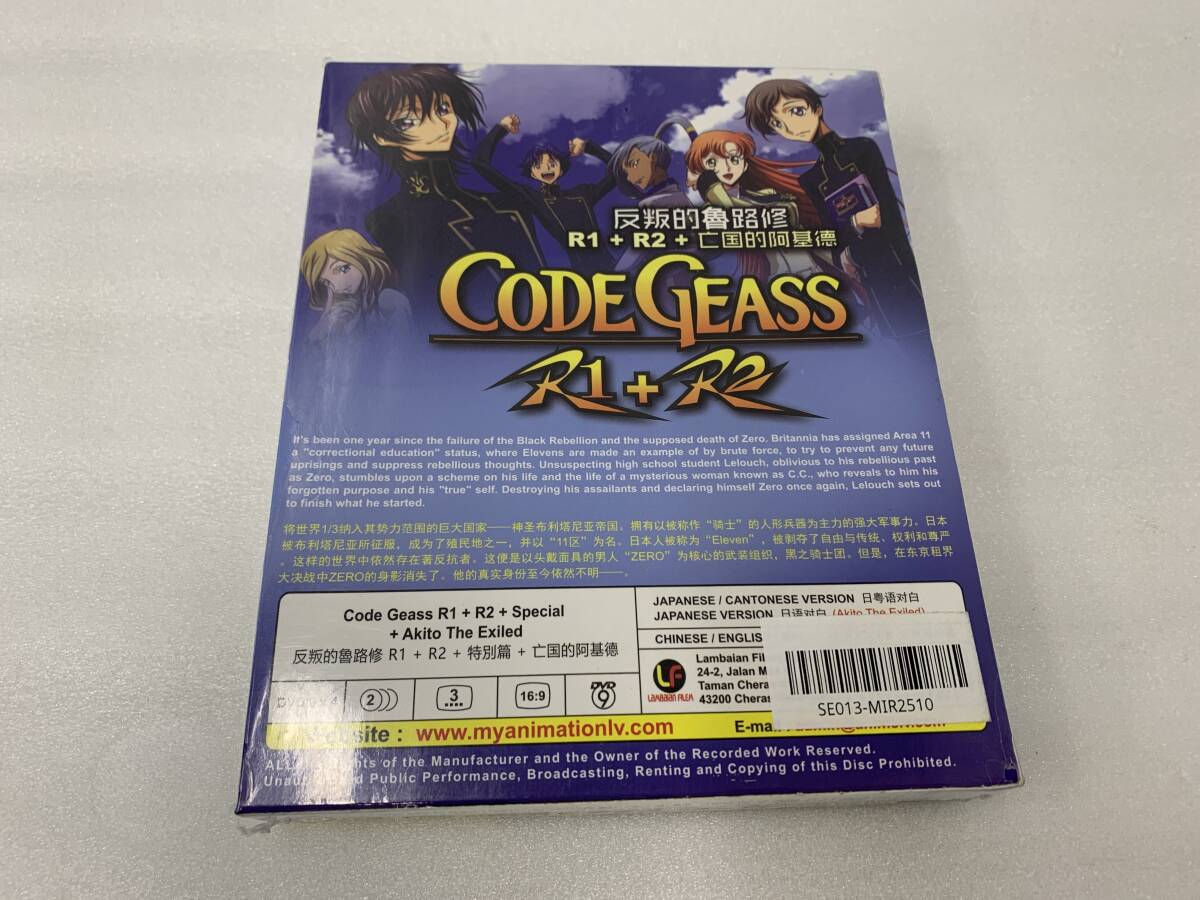 反叛的魯路修
R1 + R2 + 亡国的阿基德
CODE GEASS
R1 + R2
It's been one year since the failure of the Black Rebellion and the supposed death of Zero. Britannia has assigned Area 11
a "correctional education" status, where Elevens are made an example of by brute force, to try to prevent any future
uprisings and suppress rebellious thoughts. Unsuspecting high school student Lelouch, oblivious to his rebellious past
as Zero, stumbles upon a scheme on his life and the life of a mysterious woman known as C.C., who reveals to him his
forgotten purpose and his "true" self. Destroying his assailants and declaring himself Zero once again, Lelouch sets out
to finish what he started.
将世界1/3纳入其势力范围的巨大国家——神圣布利塔尼亚帝国。拥有以被称作“骑士”的人形兵器为主力的强大军事力。日本
被布利塔尼亚所征服，成为了殖民地之一，并以“11区”为名。日本人被称为“Eleven”，被剥夺了自由与传统、权利和尊严
。这样的世界中依然存在著反抗者。这便是以头戴面具的男人“ZERO”为核心的武装组织，黑之骑士团。但是，在东京租界
大决战中ZERO的身影消失了。他的真实身份至今依然不明——。
Code Geass R1 + R2 + Special
+ Akito The Exiled
反叛的魯路修 R1 + R2 + 特別篇 + 亡国的阿基德
JAPANESE / CANTONESE VERSION 日粤语对白
JAPANESE VERSION 日语对白 (Akito The Exiled)
CHINESE / ENGLIS
LF
LAMBAIAN FILEM
Lambaian Fil
24-2, Jalan M
Taman Chera
43200 Cheras
2
3
16:9
DVD 9
SE013-MIR2510
www.myanimationlv.com
E-ma
of the Manufacturer and the Owner of the Recorded Work Reserved.
Public Performance, Broadcasting, Renting and Copying of this Disc Prohibited.